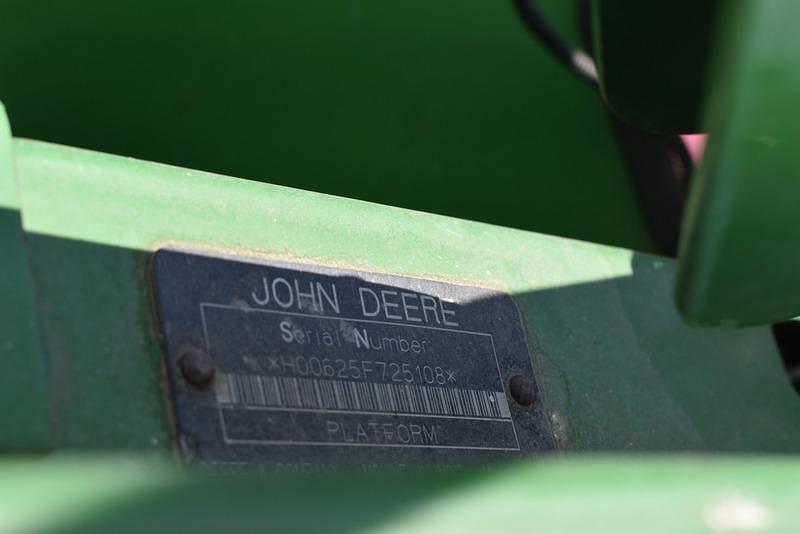 JOHN DEERE
Serial Number
*H00625F725108*
PLATFORM